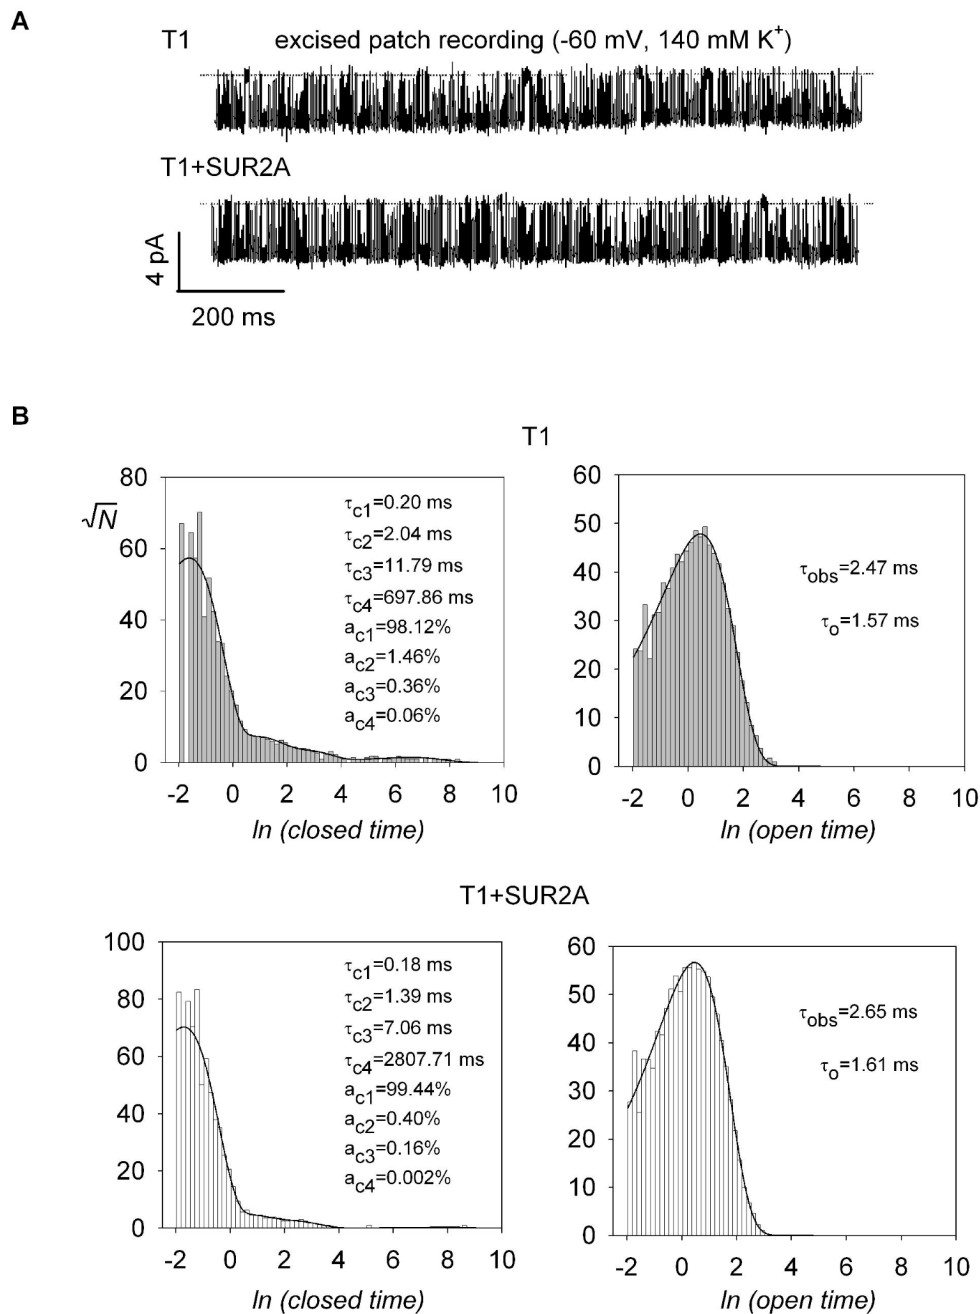 A
T1 excised patch recording (-60 mV, 140 mM K⁺)
T1+SUR2A
4 pA
200 ms
B
T1
80
60
40
20
0
√N
-2 0 2 4 6 8 10
ln (closed time)
τc1=0.20 ms
τc2=2.04 ms
τc3=11.79 ms
τc4=697.86 ms
ac1=98.12%
ac2=1.46%
ac3=0.36%
ac4=0.06%
60
50
40
30
20
10
0
-2 0 2 4 6 8 10
ln (open time)
τobs=2.47 ms
τo=1.57 ms
T1+SUR2A
100
80
60
40
20
0
-2 0 2 4 6 8 10
ln (closed time)
τc1=0.18 ms
τc2=1.39 ms
τc3=7.06 ms
τc4=2807.71 ms
ac1=99.44%
ac2=0.40%
ac3=0.16%
ac4=0.002%
60
50
40
30
20
10
0
-2 0 2 4 6 8 10
ln (open time)
τobs=2.65 ms
τo=1.61 ms